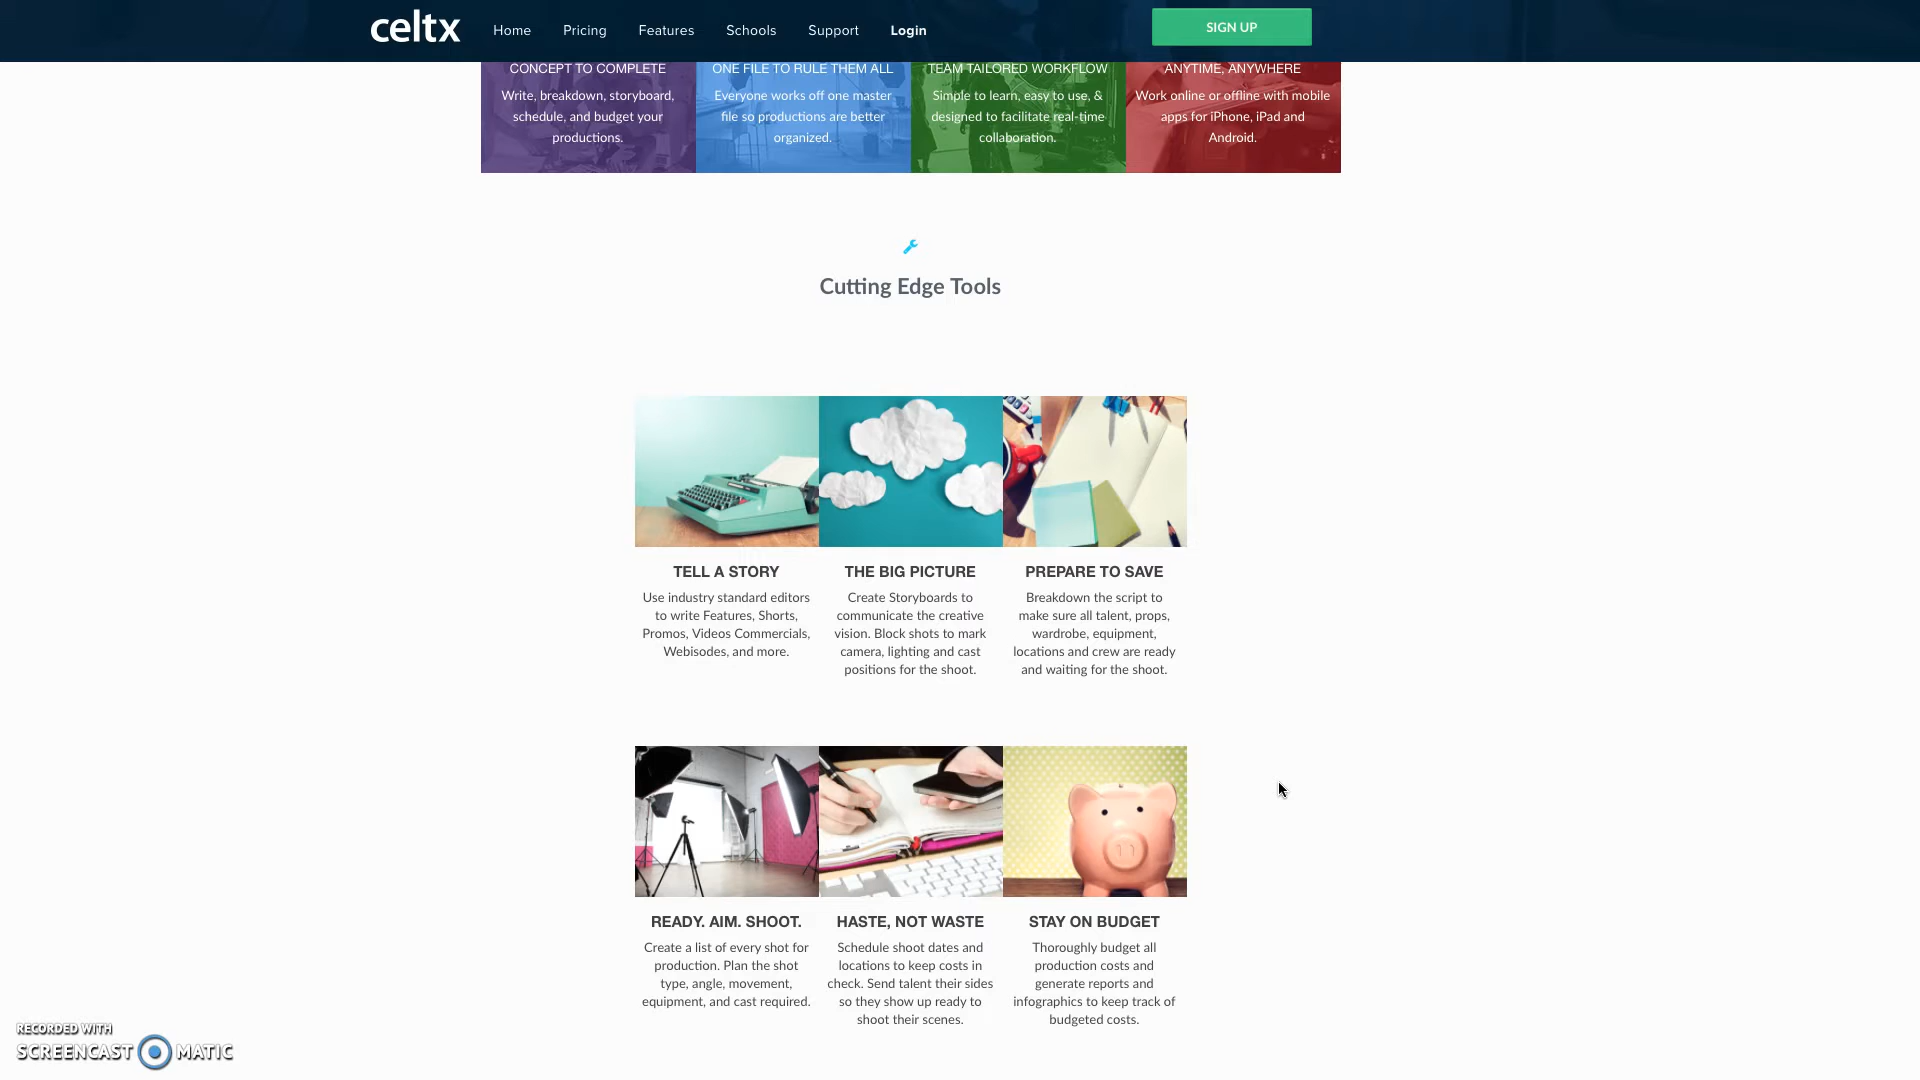 celtx
Home Pricing Features Schools Support Login
SIGN UP
CONCEPT TO COMPLETE
Write, breakdown, storyboard,
schedule, and budget your
productions.
ONE FILE TO RULE THEM ALL
Everyone works off one master
file so productions are better
organized.
TEAM TAILORED WORKFLOW
Simple to learn, easy to use, &
designed to facilitate real-time
collaboration.
ANYTIME, ANYWHERE
Work online or offline with mobile
apps for iPhone, iPad and
Android.
Cutting Edge Tools
TELL A STORY
Use industry standard editors
to write Features, Shorts,
Promos, Videos Commercials,
Webisodes, and more.
THE BIG PICTURE
Create Storyboards to
communicate the creative
vision. Block shots to mark
camera, lighting and cast
positions for the shoot.
PREPARE TO SAVE
Breakdown the script to
make sure all talent, props,
wardrobe, equipment,
locations and crew are ready
and waiting for the shoot.
READY. AIM. SHOOT.
Create a list of every shot for
production. Plan the shot
type, angle, movement,
equipment, and cast required.
HASTE, NOT WASTE
Schedule shoot dates and
locations to keep costs in
check. Send talent their sides
so they show up ready to
shoot their scenes.
STAY ON BUDGET
Thoroughly budget all
production costs and
generate reports and
infographics to keep track of
budgeted costs.
RECORDED WITH
SCREENCAST MATIC